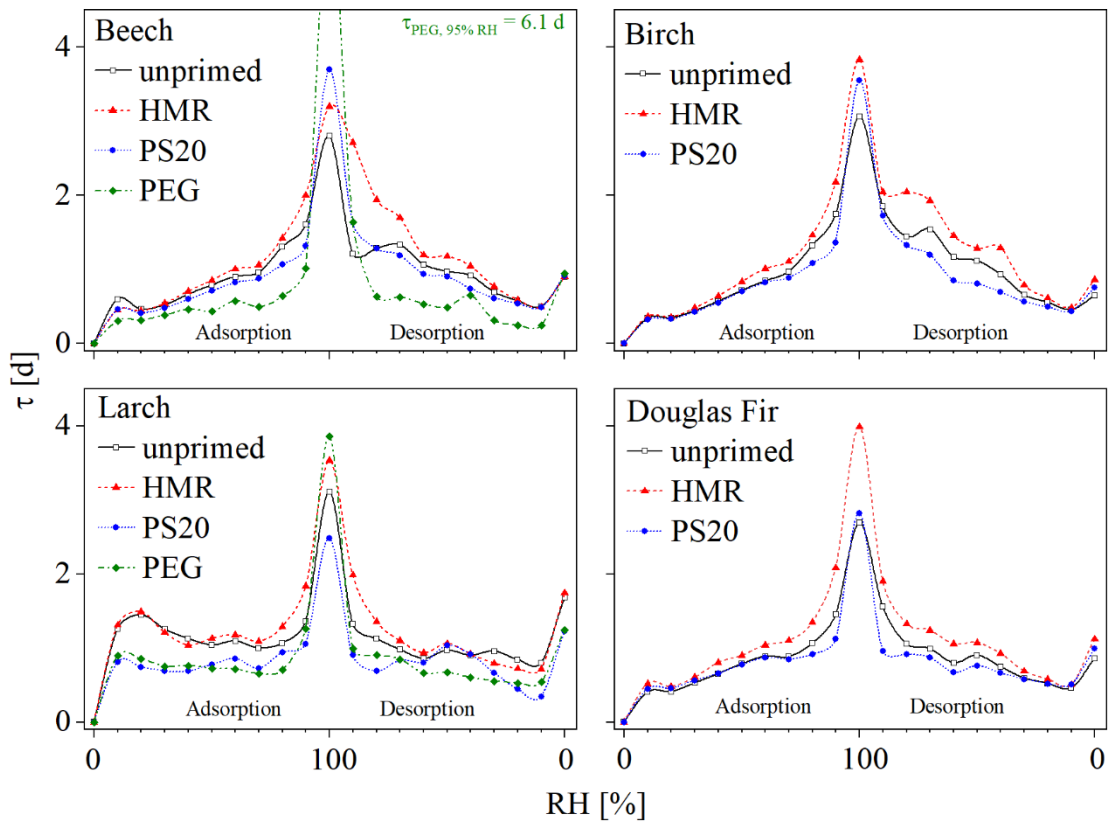 Beech
τPEG, 95% RH = 6.1 d
unprimed
HMR
PS20
PEG
4
2
0
Adsorption
Desorption
Birch
unprimed
HMR
PS20
Adsorption
Desorption
τ [d]
Larch
unprimed
HMR
PS20
PEG
4
2
0
Adsorption
Desorption
0
100
0
Douglas Fir
unprimed
HMR
PS20
Adsorption
Desorption
0
100
0
RH [%]